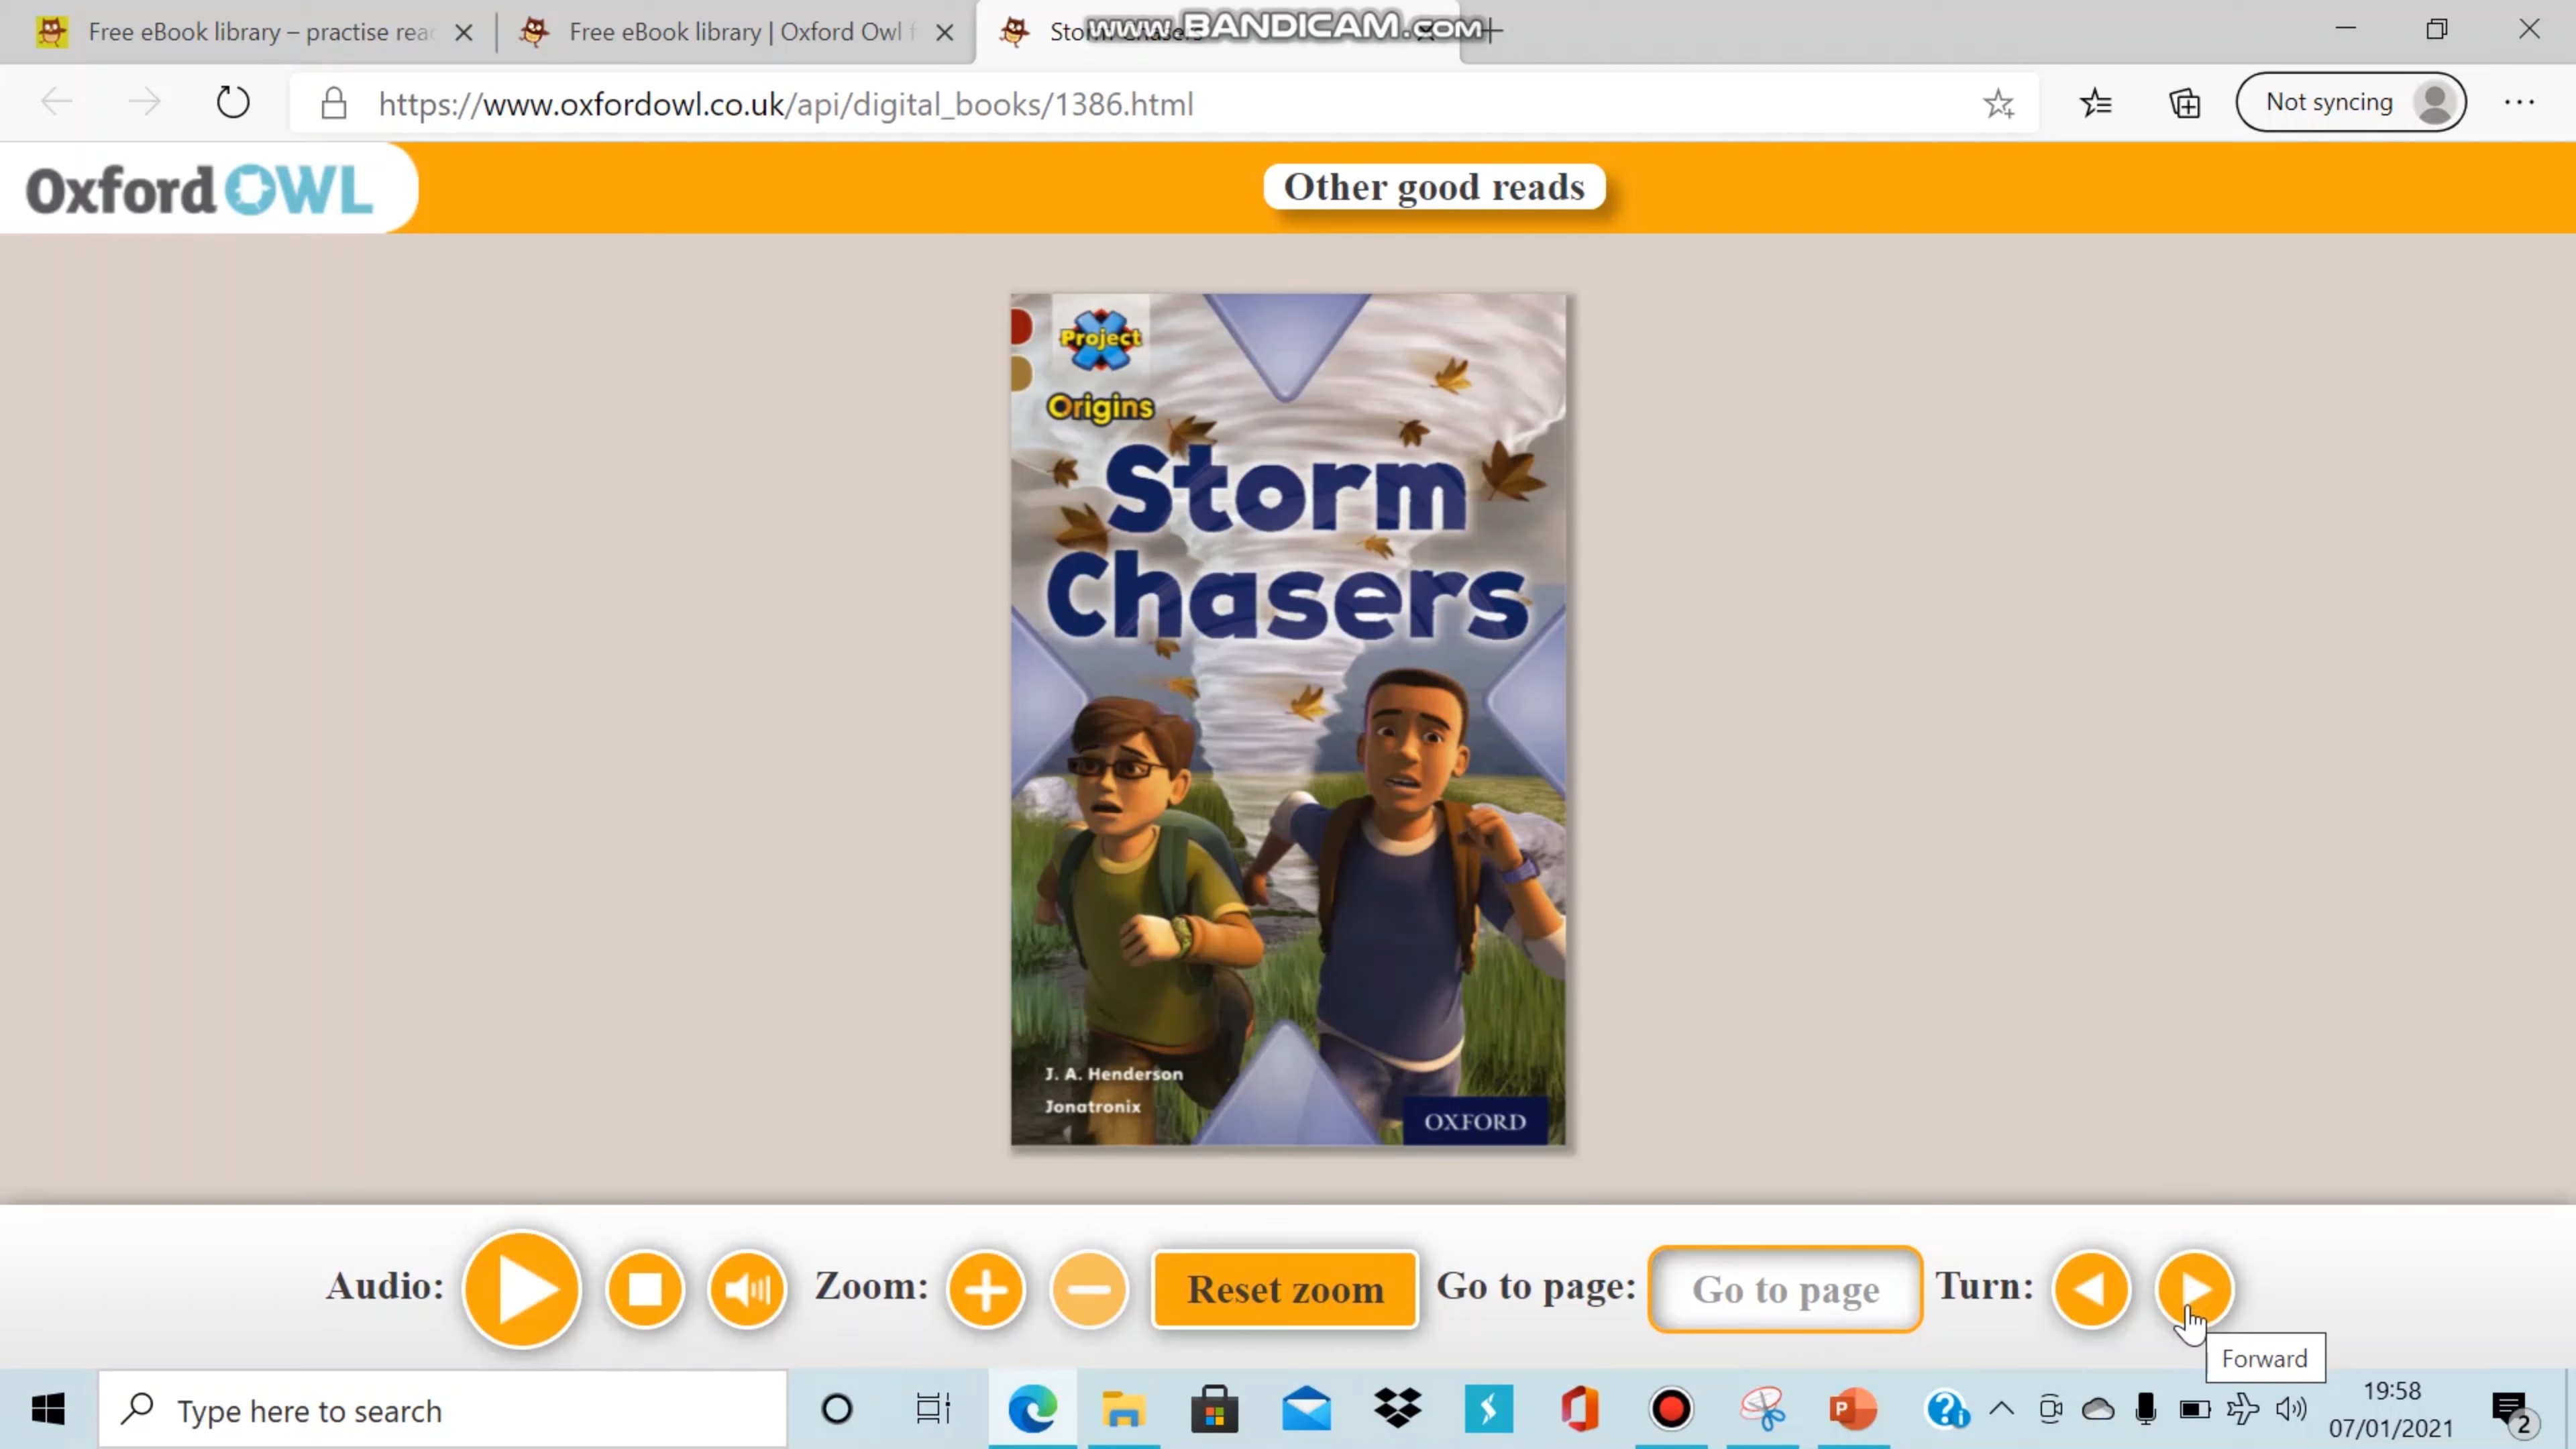 Free eBook library – practise rea
Free eBook library | Oxford Owl f
Storm Chasers
www.BANDICAM.com
https://www.oxfordowl.co.uk/api/digital_books/1386.html
Not syncing
Oxford OWL
Other good reads
Project X
Origins
Storm
Chasers
J. A. Henderson
Jonatronix
OXFORD
Audio:
Zoom:
Reset zoom
Go to page:
Go to page
Turn:
Forward
Type here to search
19:58
07/01/2021
2